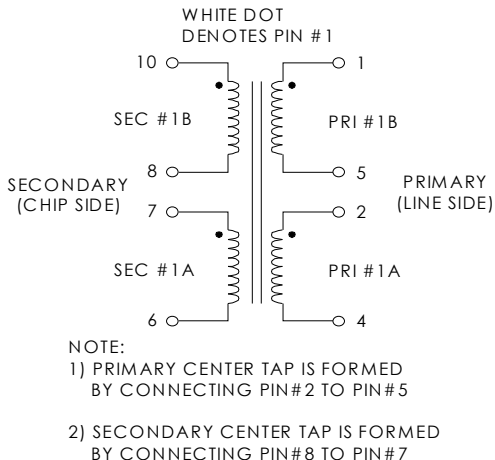 WHITE DOT
DENOTES PIN #1
10
1
SEC #1B
PRI #1B
8
5
SECONDARY
(CHIP SIDE)
PRIMARY
(LINE SIDE)
7
2
SEC #1A
PRI #1A
6
4
NOTE:
1) PRIMARY CENTER TAP IS FORMED
BY CONNECTING PIN#2 TO PIN#5
2) SECONDARY CENTER TAP IS FORMED
BY CONNECTING PIN#8 TO PIN#7